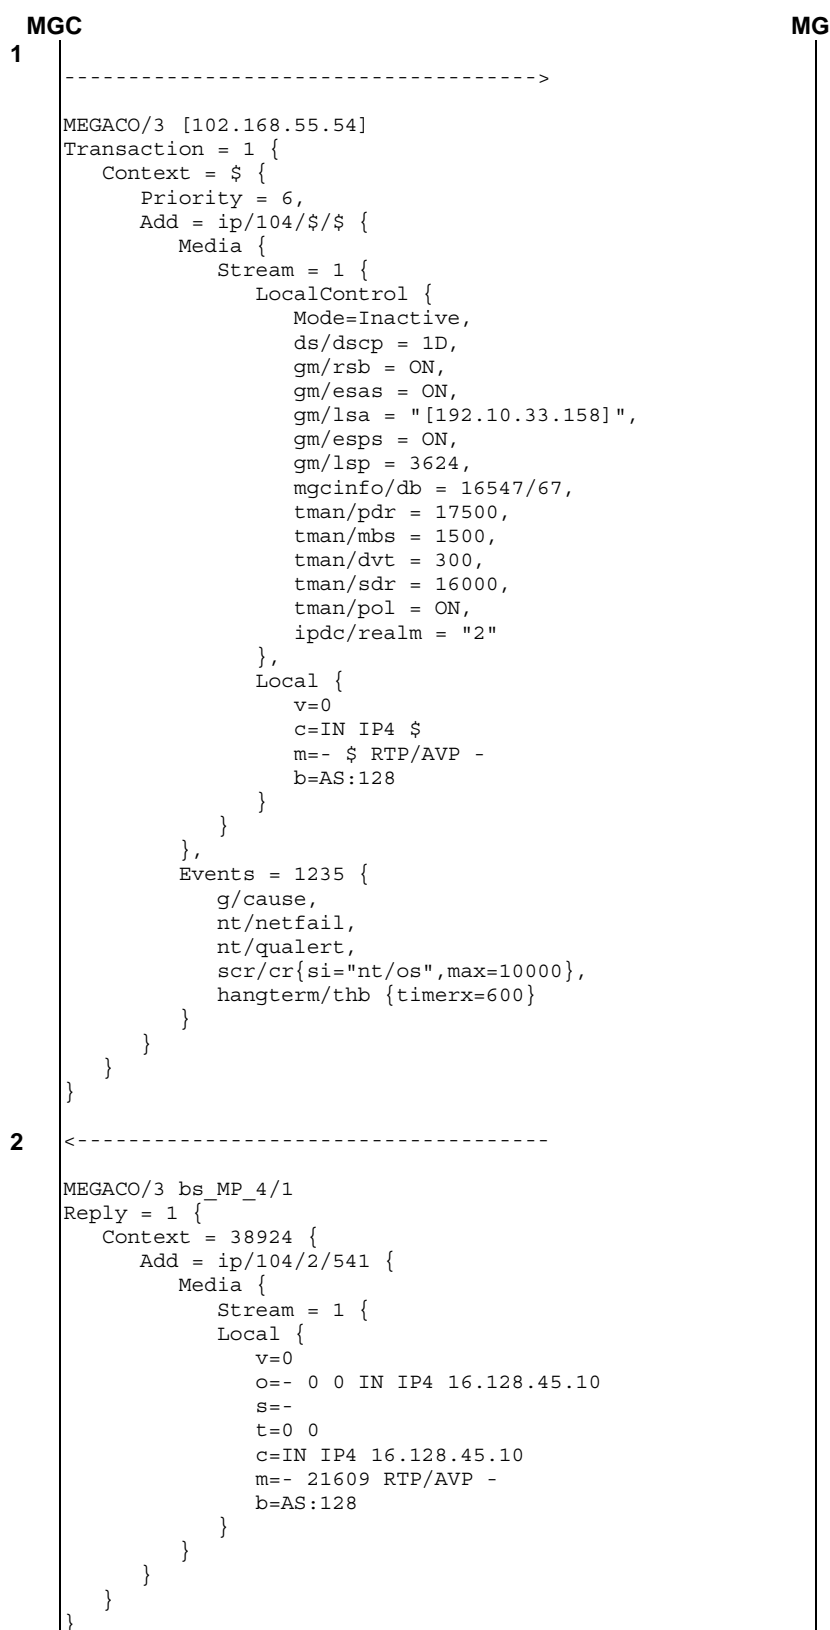 MGC MG
1
------------------------------------->
MEGACO/3 [102.168.55.54]
Transaction = 1 {
   Context = $ {
      Priority = 6,
      Add = ip/104/$/$ {
         Media {
            Stream = 1 {
               LocalControl {
                  Mode=Inactive,
                  ds/dscp = 1D,
                  gm/rsb = ON,
                  gm/esas = ON,
                  gm/lsa = "[192.10.33.158]",
                  gm/esps = ON,
                  gm/lsp = 3624,
                  mgcinfo/db = 16547/67,
                  tman/pdr = 17500,
                  tman/mbs = 1500,
                  tman/dvt = 300,
                  tman/sdr = 16000,
                  tman/pol = ON,
                  ipdc/realm = "2"
               },
               Local {
                  v=0
                  c=IN IP4 $
                  m=- $ RTP/AVP -
                  b=AS:128
               }
            }
         },
         Events = 1235 {
            g/cause,
            nt/netfail,
            nt/qualert,
            scr/cr{si="nt/os",max=10000},
            hangterm/thb {timerx=600}
         }
      }
   }
}
2 <-------------------------------------
MEGACO/3 bs_MP_4/1
Reply = 1 {
   Context = 38924 {
      Add = ip/104/2/541 {
         Media {
            Stream = 1 {
            Local {
               v=0
               o=- 0 0 IN IP4 16.128.45.10
               s=-
               t=0 0
               c=IN IP4 16.128.45.10
               m=- 21609 RTP/AVP -
               b=AS:128
            }
         }
      }
   }
}